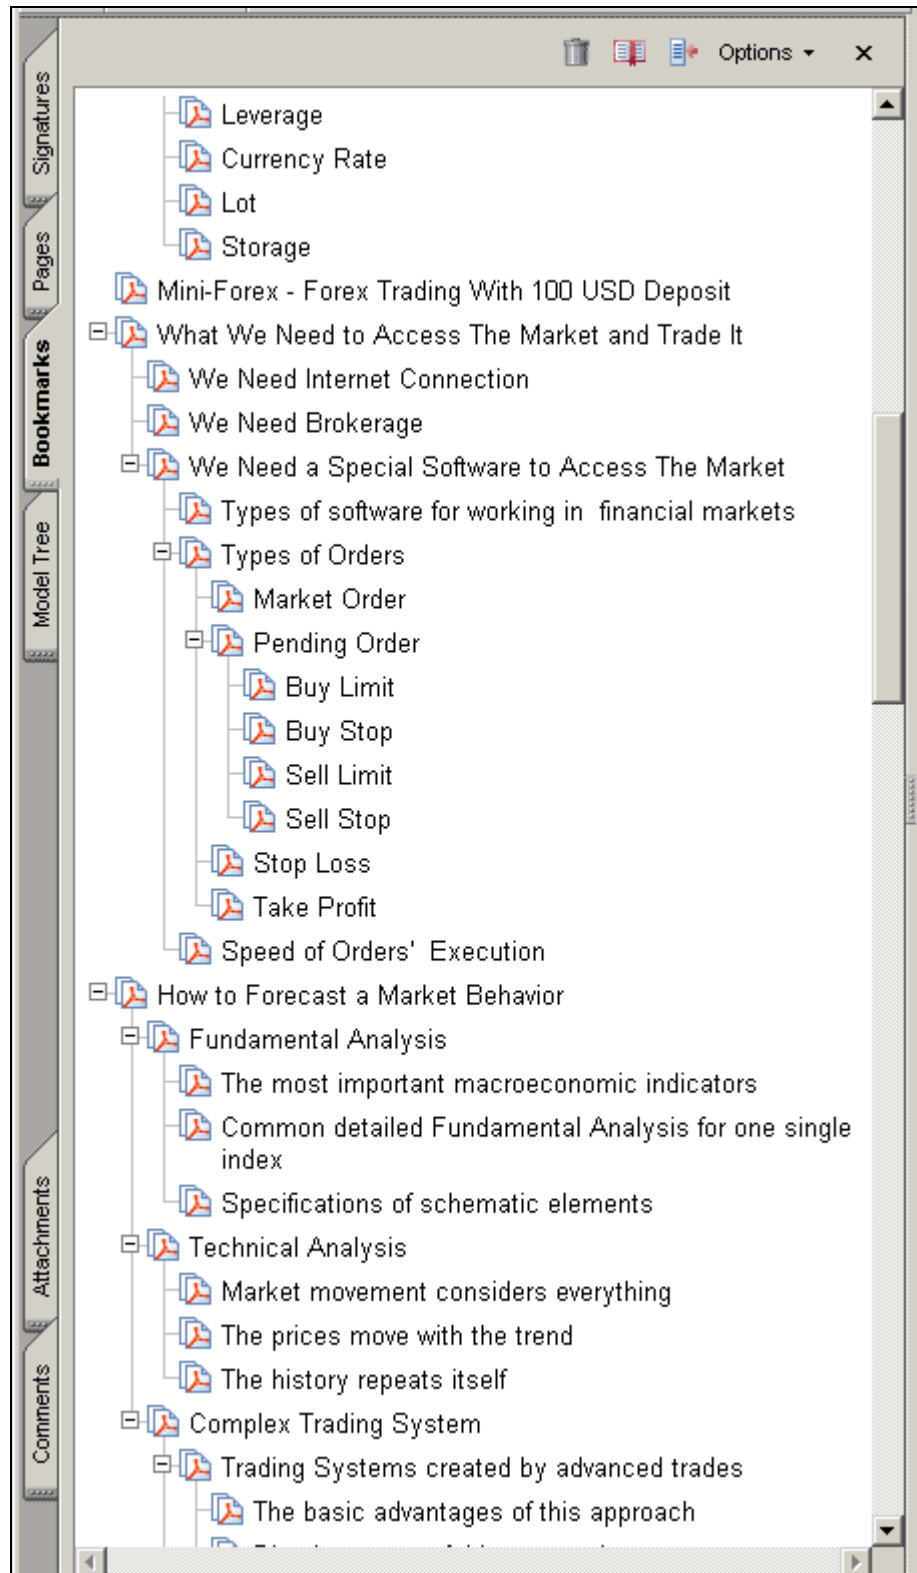 Options
Signatures
Pages
Bookmarks
Model Tree
Attachments
Comments
Leverage
Currency Rate
Lot
Storage
Mini-Forex - Forex Trading With 100 USD Deposit
What We Need to Access The Market and Trade It
We Need Internet Connection
We Need Brokerage
We Need a Special Software to Access The Market
Types of software for working in  financial markets
Types of Orders
Market Order
Pending Order
Buy Limit
Buy Stop
Sell Limit
Sell Stop
Stop Loss
Take Profit
Speed of Orders'  Execution
How to Forecast a Market Behavior
Fundamental Analysis
The most important macroeconomic indicators
Common detailed Fundamental Analysis for one single
index
Specifications of schematic elements
Technical Analysis
Market movement considers everything
The prices move with the trend
The history repeats itself
Complex Trading System
Trading Systems created by advanced trades
The basic advantages of this approach